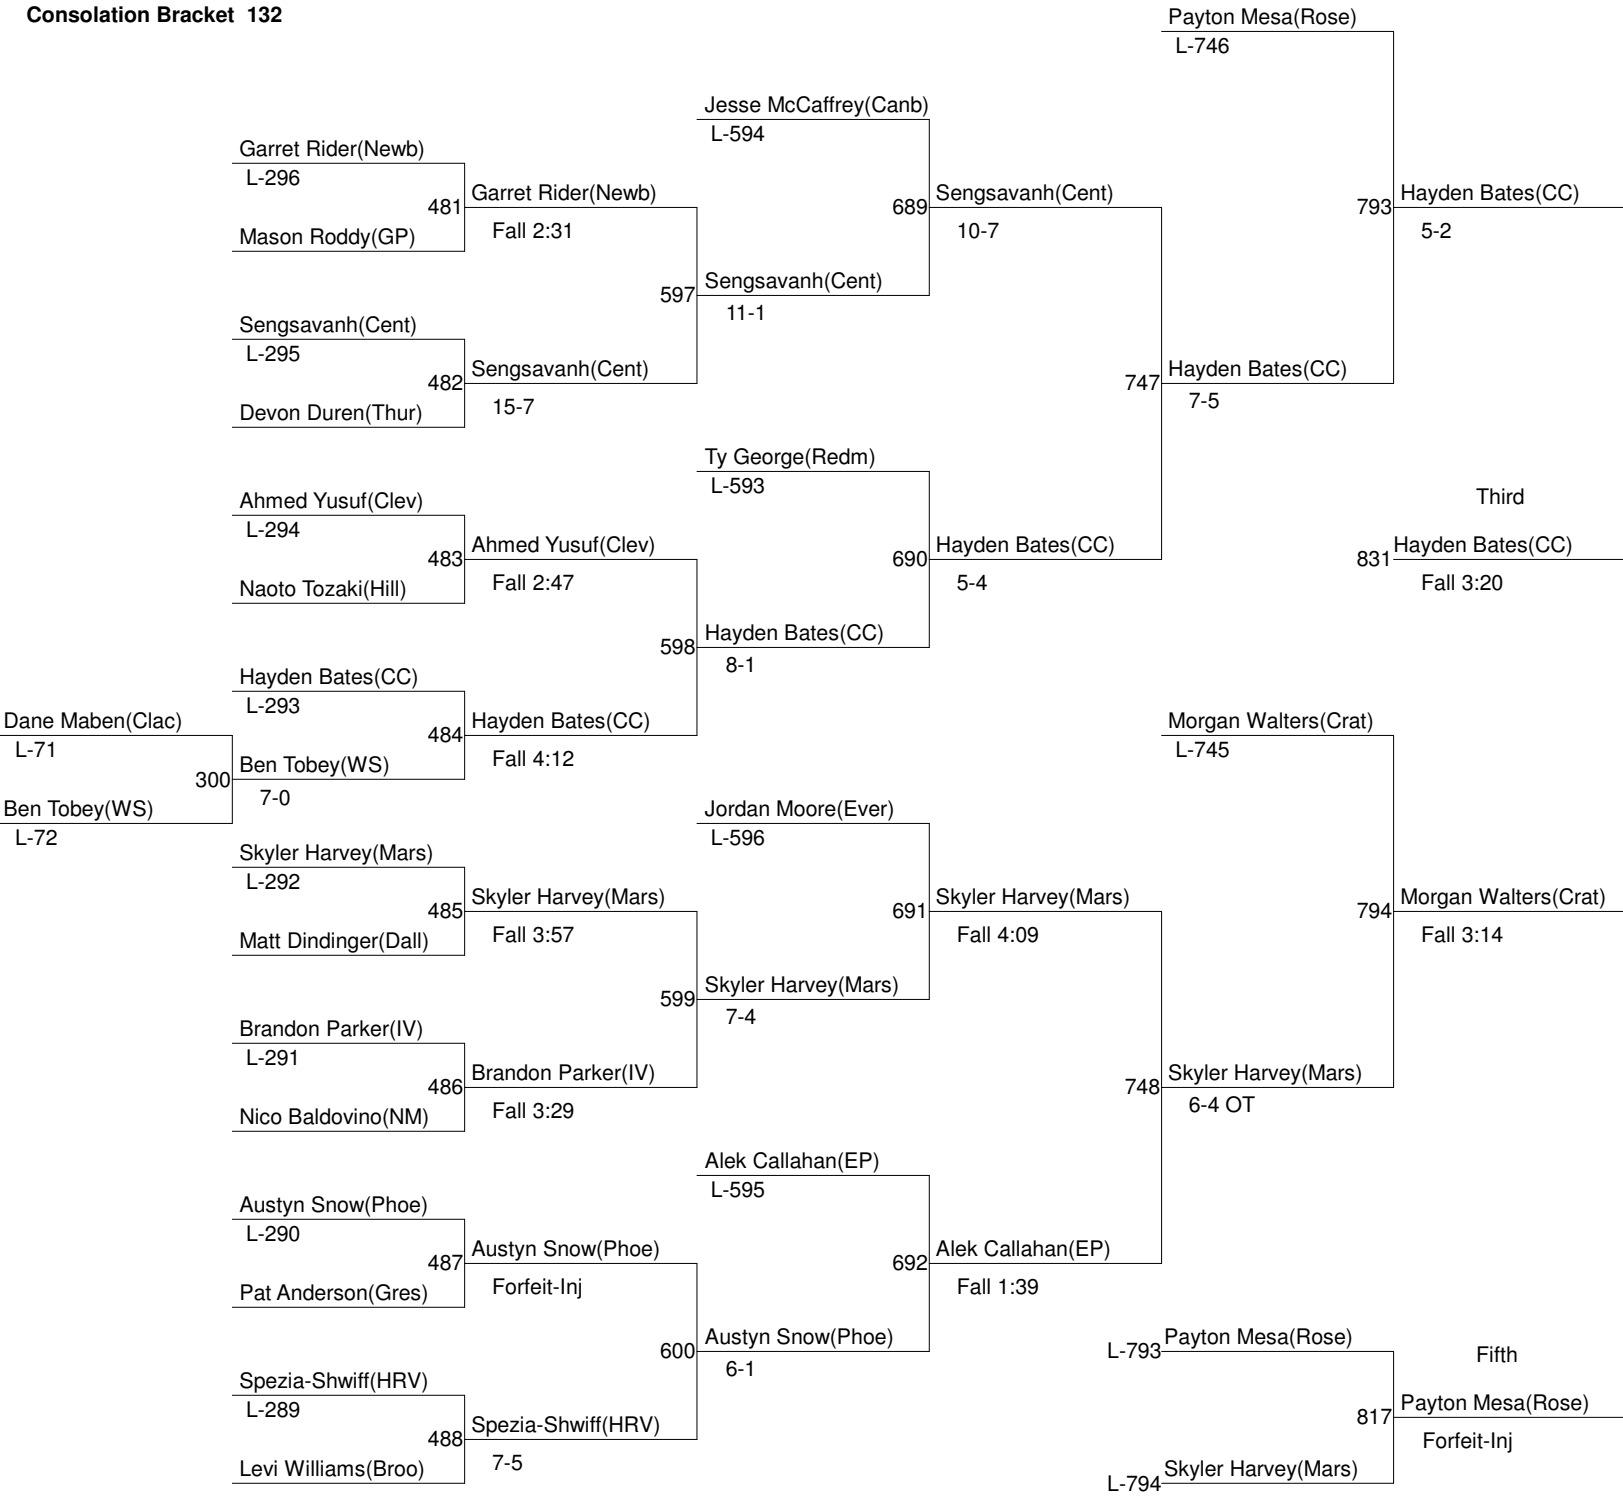 Consolation Bracket 132
Payton Mesa(Rose)
L-746
Jesse McCaffrey(Canb)
L-594
Garret Rider(Newb)
L-296
481
Garret Rider(Newb)
Fall 2:31
689
Sengsavanh(Cent)
10-7
793
Hayden Bates(CC)
5-2
Mason Roddy(GP)
597
Sengsavanh(Cent)
11-1
Sengsavanh(Cent)
L-295
482
Sengsavanh(Cent)
15-7
747
Hayden Bates(CC)
7-5
Devon Duren(Thur)
Ty George(Redm)
L-593
Third
Ahmed Yusuf(Clev)
L-294
483
Ahmed Yusuf(Clev)
Fall 2:47
690
Hayden Bates(CC)
5-4
831
Hayden Bates(CC)
Fall 3:20
Naoto Tozaki(Hill)
598
Hayden Bates(CC)
8-1
Hayden Bates(CC)
L-293
Dane Maben(Clac)
L-71
484
Hayden Bates(CC)
Fall 4:12
Morgan Walters(Crat)
L-745
300
Ben Tobey(WS)
7-0
Ben Tobey(WS)
L-72
Jordan Moore(Ever)
L-596
Skyler Harvey(Mars)
L-292
485
Skyler Harvey(Mars)
Fall 3:57
691
Skyler Harvey(Mars)
Fall 4:09
794
Morgan Walters(Crat)
Fall 3:14
Matt Dindinger(Dall)
599
Skyler Harvey(Mars)
7-4
Brandon Parker(IV)
L-291
486
Brandon Parker(IV)
Fall 3:29
748
Skyler Harvey(Mars)
6-4 OT
Nico Baldovino(NM)
Alek Callahan(EP)
L-595
Austyn Snow(Phoe)
L-290
487
Austyn Snow(Phoe)
Forfeit-Inj
692
Alek Callahan(EP)
Fall 1:39
Pat Anderson(Gres)
600
Austyn Snow(Phoe)
6-1
L-793
Payton Mesa(Rose)
Fifth
Spezia-Shwiff(HRV)
L-289
488
Spezia-Shwiff(HRV)
7-5
817
Payton Mesa(Rose)
Forfeit-Inj
Levi Williams(Broo)
L-794
Skyler Harvey(Mars)